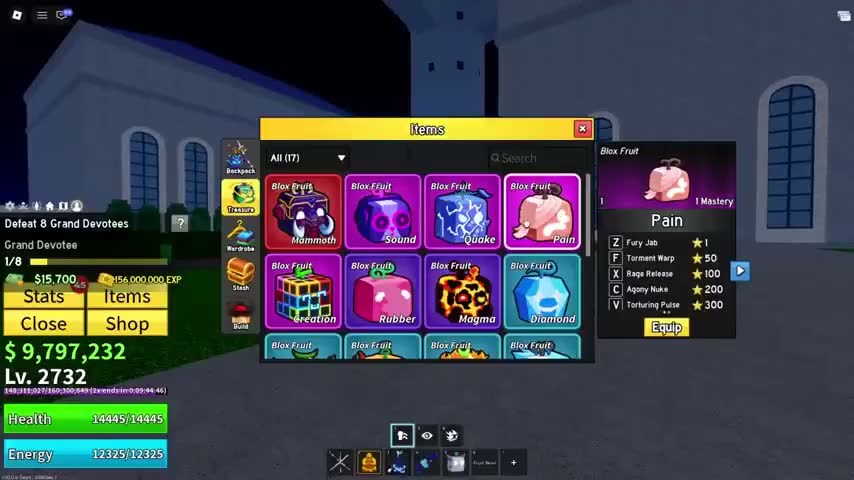 Items
All (17)
Search
Backpack
Treasure
Wardrobe
Stash
Build
Blox Fruit
Mammoth
Blox Fruit
Sound
Blox Fruit
Quake
Blox Fruit
Pain
Blox Fruit
Creation
Blox Fruit
Rubber
Blox Fruit
Magma
Blox Fruit
Diamond
Blox Fruit
Blox Fruit
Blox Fruit
Blox Fruit
Blox Fruit
1
1 Mastery
Pain
Z Fury Jab 1
F Torment Warp 50
X Rage Release 100
C Agony Nuke 200
V Torturing Pulse 300
Equip
Defeat 8 Grand Devotees
?
Grand Devotee
1/8
$15,700
156,000,000 EXP
Stats
Items
Close
Shop
$ 9,797,232
Lv. 2732
Health 14445/14445
Energy 12325/12325
+